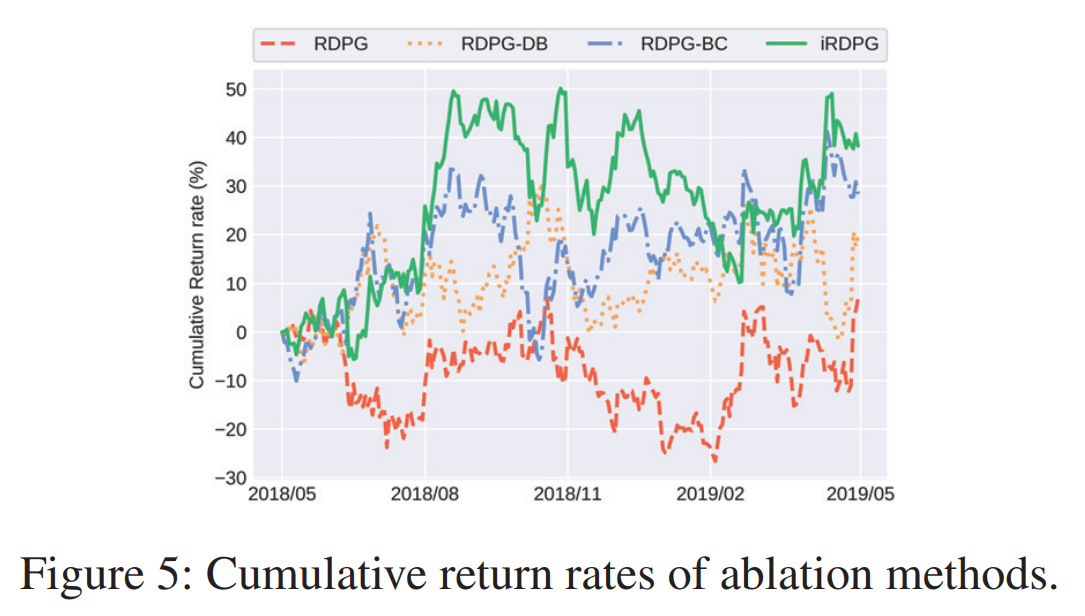 RDPG RDPG-DB RDPG-BC iRDPG
50
40
30
20
10
0
−10
−20
−30
Cumulative Return rate (%)
2018/05 2018/08 2018/11 2019/02 2019/05
Figure 5: Cumulative return rates of ablation methods.